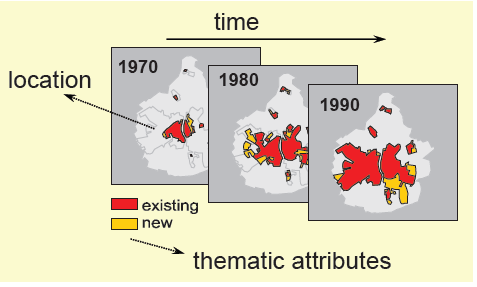 time
1970
1980
1990
location
existing
new
thematic attributes